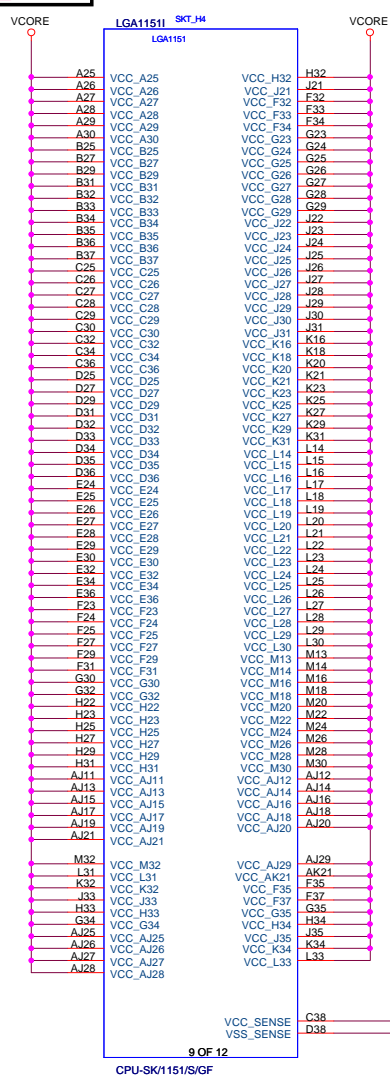 VCORE LGA1151I SKT_H4 VCORE
LGA1151
A25 VCC_A25 VCC_H32 H32
A26 VCC_A26 VCC_J21 J21
A27 VCC_A27 VCC_F32 F32
A28 VCC_A28 VCC_F33 F33
A29 VCC_A29 VCC_F34 F34
A30 VCC_A30 VCC_G23 G23
B25 VCC_B25 VCC_G24 G24
B27 VCC_B27 VCC_G25 G25
B29 VCC_B29 VCC_G26 G26
B31 VCC_B31 VCC_G27 G27
B32 VCC_B32 VCC_G28 G28
B33 VCC_B33 VCC_G29 G29
B34 VCC_B34 VCC_J22 J22
B35 VCC_B35 VCC_J23 J23
B36 VCC_B36 VCC_J24 J24
B37 VCC_B37 VCC_J25 J25
C25 VCC_C25 VCC_J26 J26
C26 VCC_C26 VCC_J27 J27
C27 VCC_C27 VCC_J28 J28
C28 VCC_C28 VCC_J29 J29
C29 VCC_C29 VCC_J30 J30
C30 VCC_C30 VCC_J31 J31
C32 VCC_C32 VCC_K16 K16
C34 VCC_C34 VCC_K18 K18
C36 VCC_C36 VCC_K20 K20
D25 VCC_D25 VCC_K21 K21
D27 VCC_D27 VCC_K23 K23
D29 VCC_D29 VCC_K25 K25
D31 VCC_D31 VCC_K27 K27
D32 VCC_D32 VCC_K29 K29
D33 VCC_D33 VCC_K31 K31
D34 VCC_D34 VCC_L14 L14
D35 VCC_D35 VCC_L15 L15
D36 VCC_D36 VCC_L16 L16
E24 VCC_E24 VCC_L17 L17
E25 VCC_E25 VCC_L18 L18
E26 VCC_E26 VCC_L19 L19
E27 VCC_E27 VCC_L20 L20
E28 VCC_E28 VCC_L21 L21
E29 VCC_E29 VCC_L22 L22
E30 VCC_E30 VCC_L23 L23
E32 VCC_E32 VCC_L24 L24
E34 VCC_E34 VCC_L25 L25
E36 VCC_E36 VCC_L26 L26
F23 VCC_F23 VCC_L27 L27
F24 VCC_F24 VCC_L28 L28
F25 VCC_F25 VCC_L29 L29
F27 VCC_F27 VCC_L30 L30
F29 VCC_F29 VCC_M13 M13
F31 VCC_F31 VCC_M14 M14
G30 VCC_G30 VCC_M16 M16
G32 VCC_G32 VCC_M18 M18
H22 VCC_H22 VCC_M20 M20
H23 VCC_H23 VCC_M22 M22
H25 VCC_H25 VCC_M24 M24
H27 VCC_H27 VCC_M26 M26
H29 VCC_H29 VCC_M28 M28
H31 VCC_H31 VCC_M30 M30
AJ11 VCC_AJ11 VCC_AJ12 AJ12
AJ13 VCC_AJ13 VCC_AJ14 AJ14
AJ15 VCC_AJ15 VCC_AJ16 AJ16
AJ17 VCC_AJ17 VCC_AJ18 AJ18
AJ19 VCC_AJ19 VCC_AJ20 AJ20
AJ21 VCC_AJ21
M32 VCC_M32 VCC_AJ29 AJ29
L31 VCC_L31 VCC_AK21 AK21
K32 VCC_K32 VCC_F35 F35
J33 VCC_J33 VCC_F37 F37
H33 VCC_H33 VCC_G35 G35
G34 VCC_G34 VCC_H34 H34
AJ25 VCC_AJ25 VCC_J35 J35
AJ26 VCC_AJ26 VCC_K34 K34
AJ27 VCC_AJ27 VCC_L33 L33
AJ28 VCC_AJ28
VCC_SENSE C38
VSS_SENSE D38
9 OF 12
CPU-SK/1151/S/GF